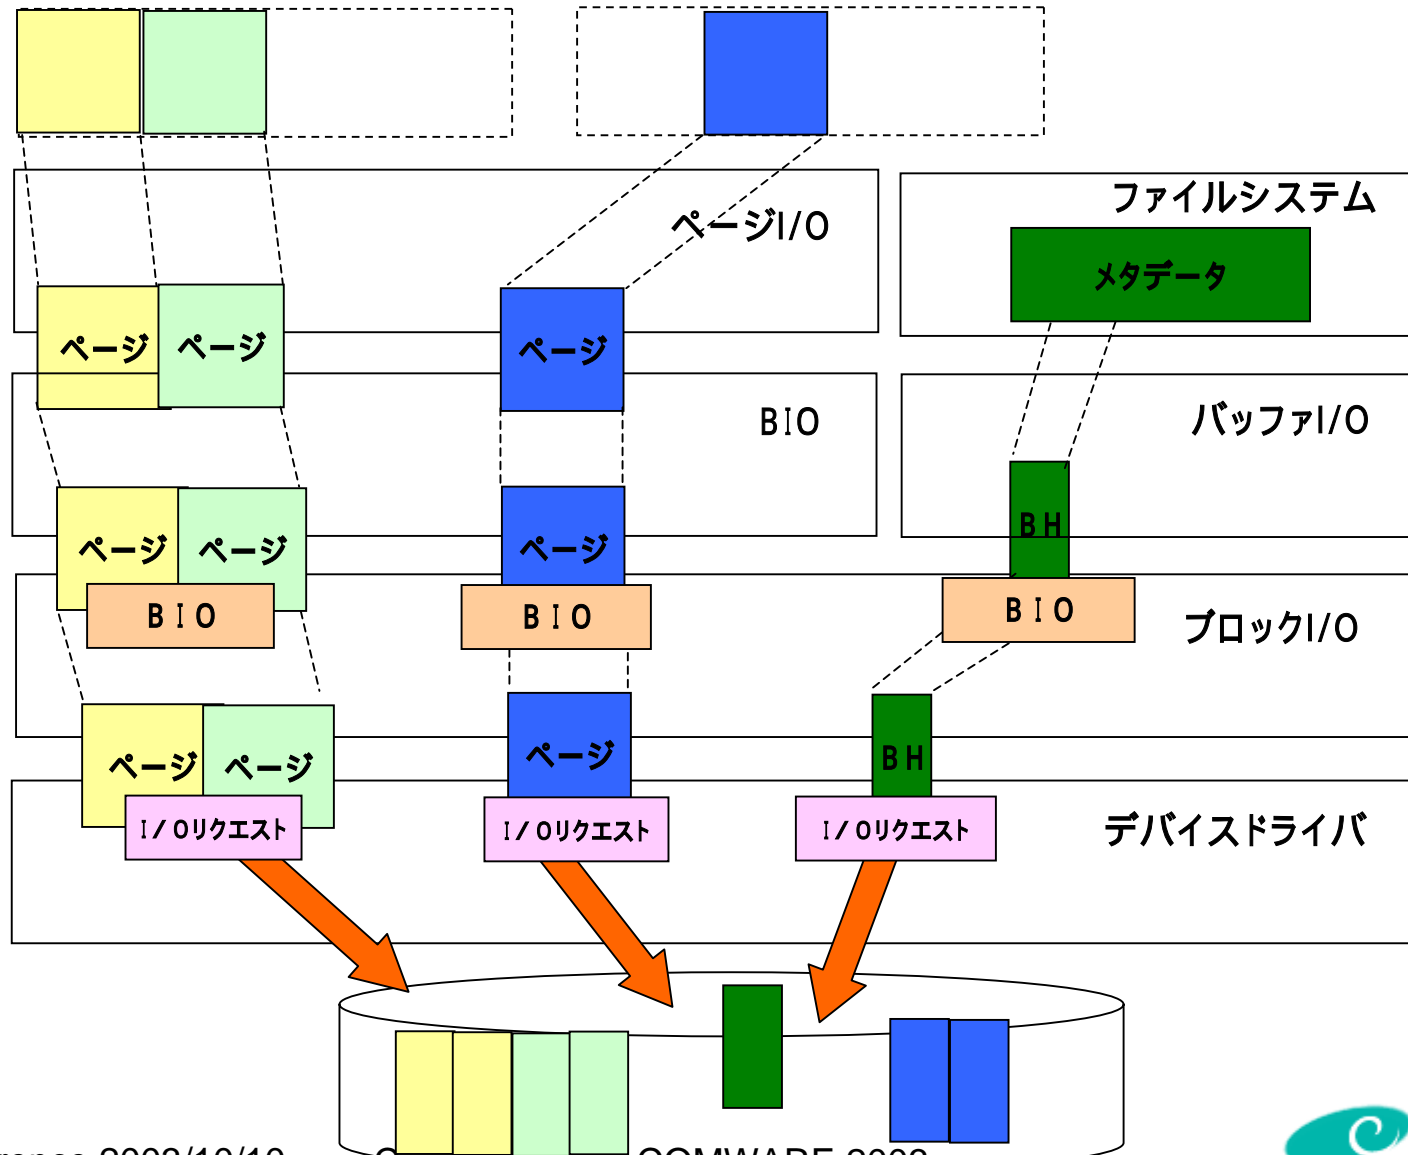 ページI/O
ファイルシステム
メタデータ
ページ
ページ
ページ
BIO
バッファI/O
BH
ページ
ページ
ページ
BIO
BIO
BIO
ブロックI/O
ページ
ページ
ページ
BH
I/Oリクエスト
I/Oリクエスト
I/Oリクエスト
デバイスドライバ